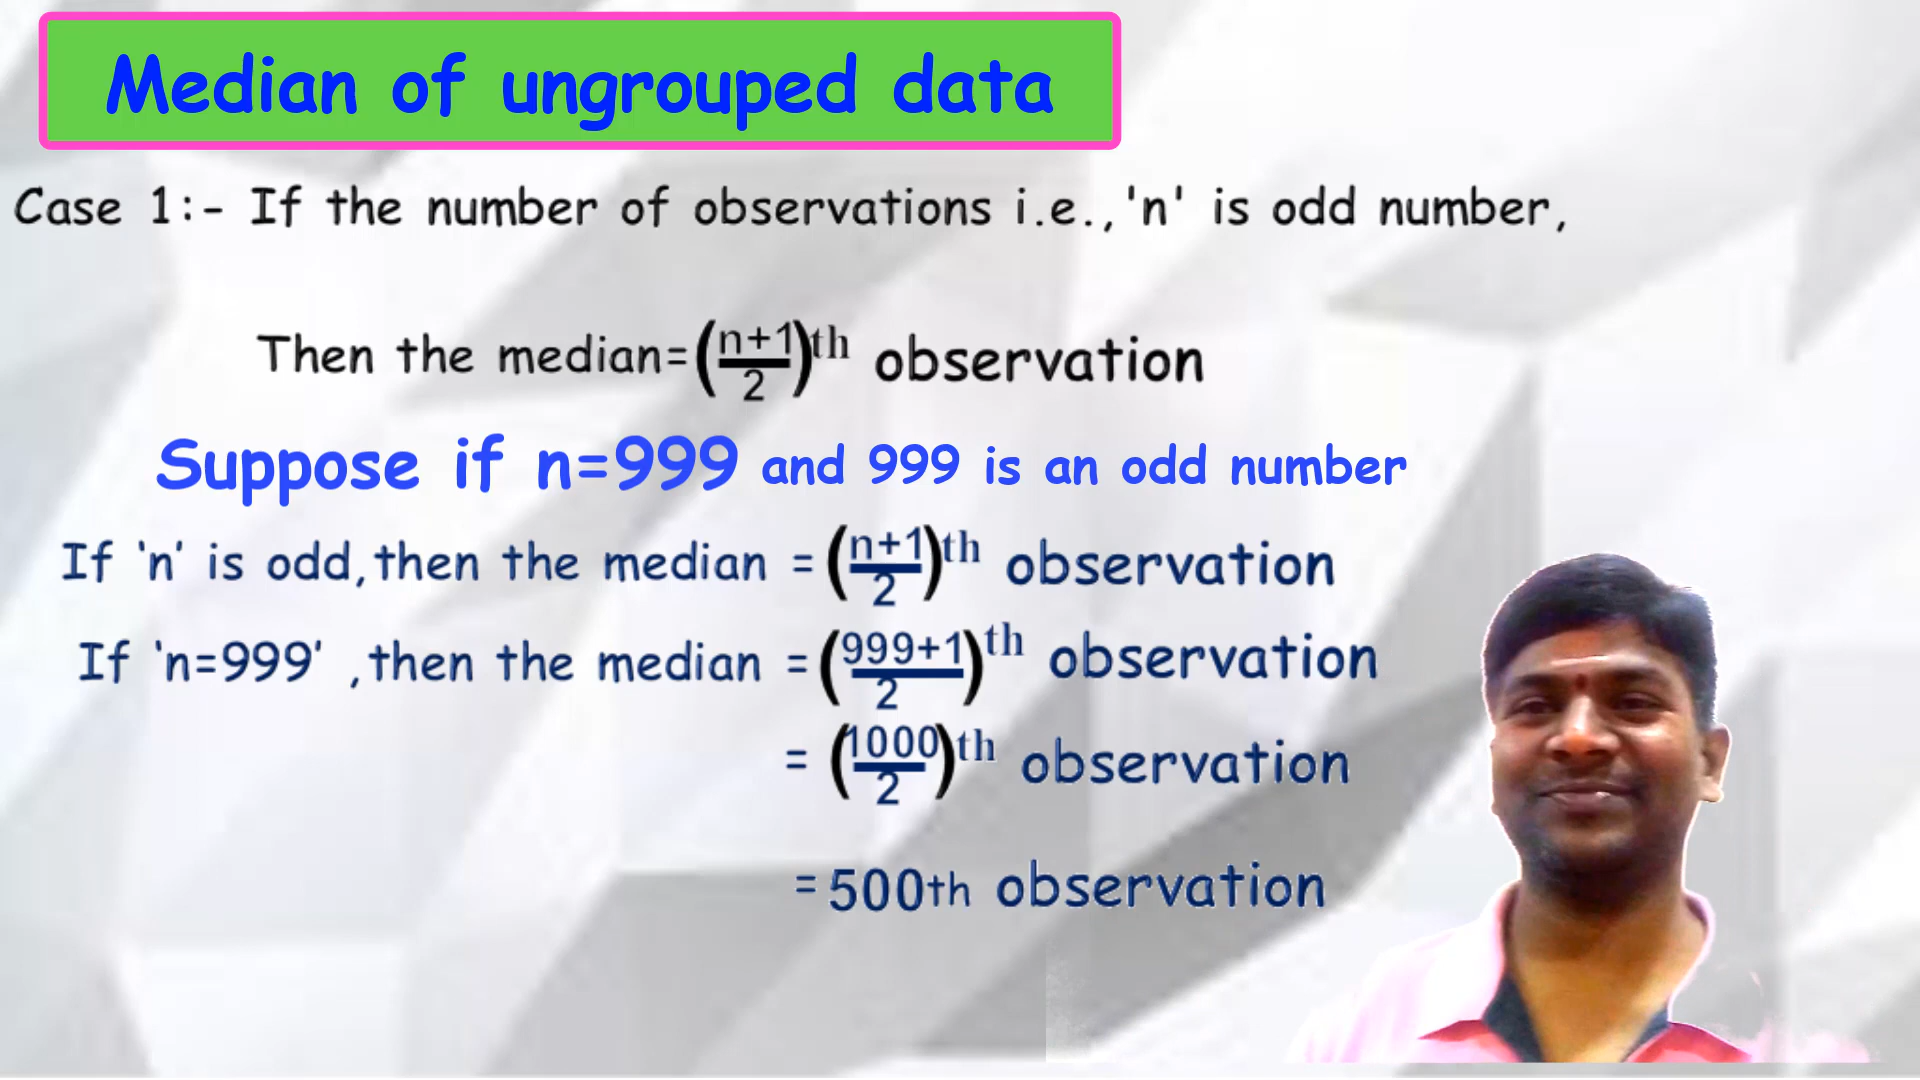 Median of ungrouped data
Case 1:- If the number of observations i.e.,'n' is odd number,
Then the median=(n+1/2)th observation
Suppose if n=999 and 999 is an odd number
If 'n' is odd,then the median = (n+1/2)th observation
If 'n=999' ,then the median = (999+1/2)th observation
= (1000/2)th observation
=500th observation